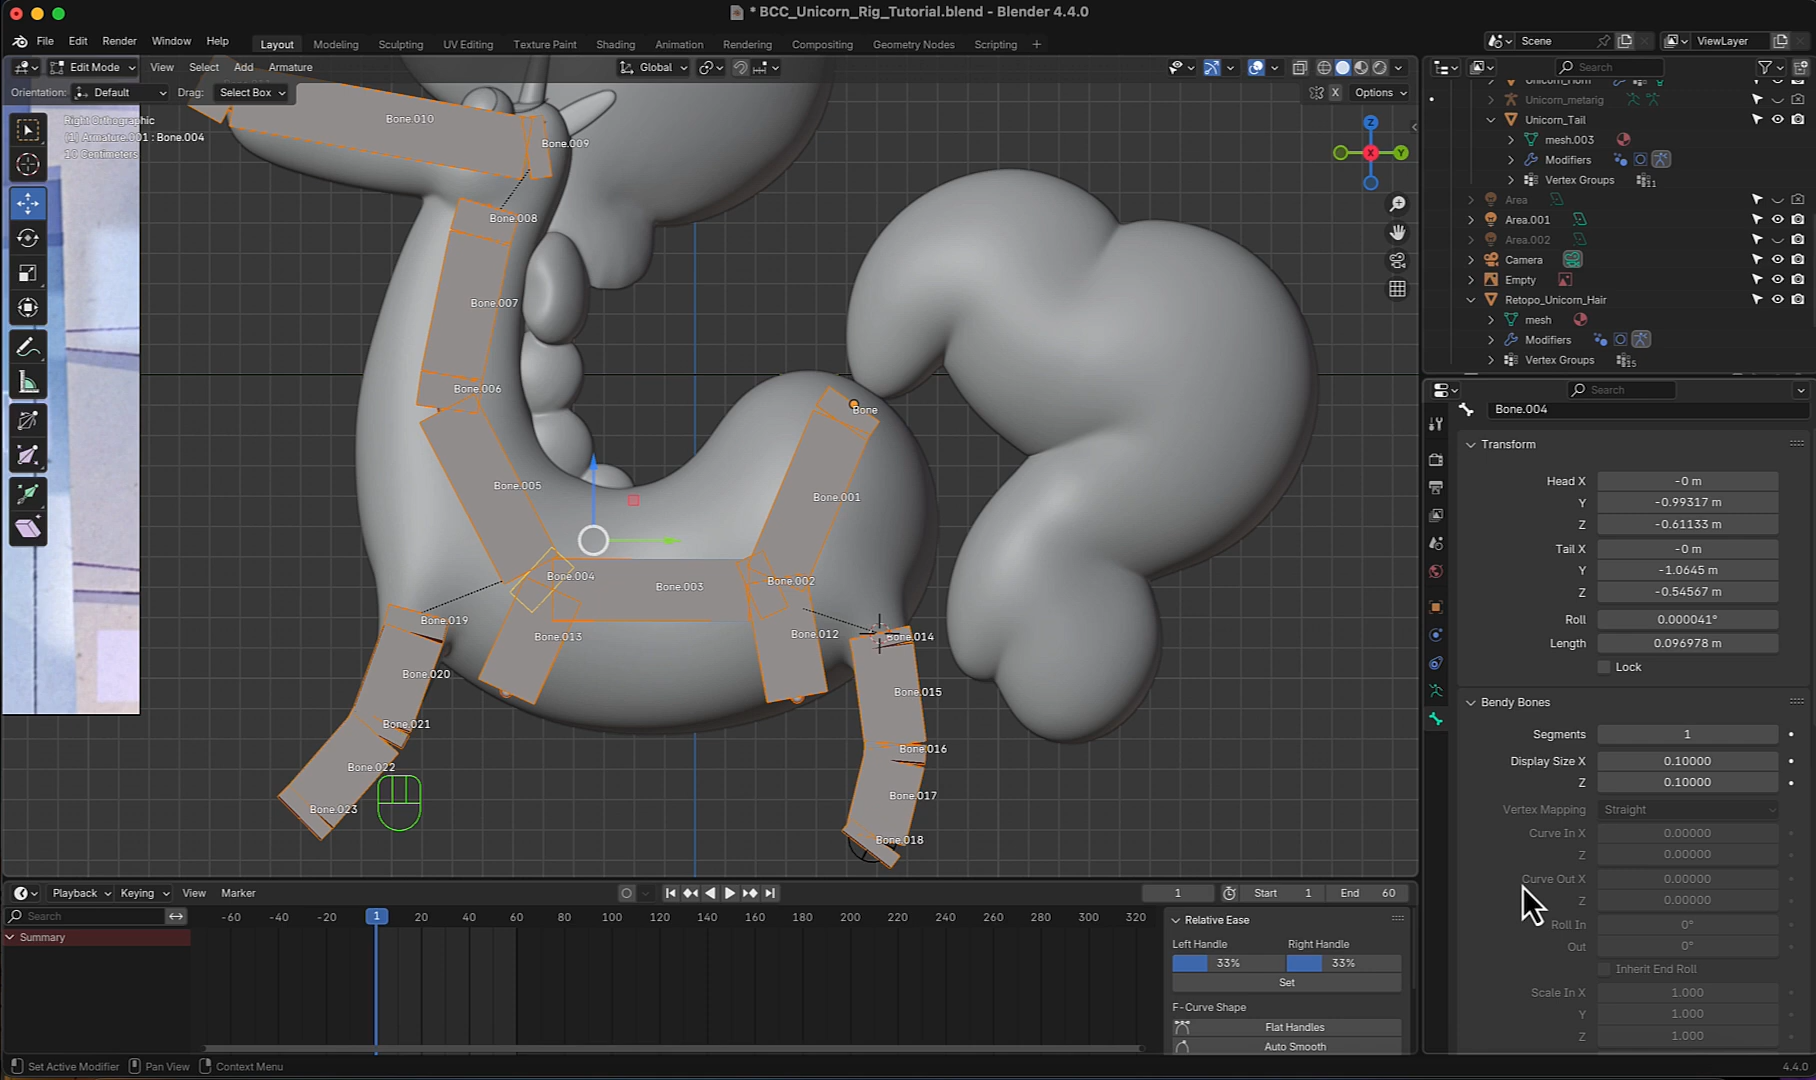 * BCC_Unicorn_Rig_Tutorial.blend - Blender 4.4.0
File Edit Render Window Help
Layout Modeling Sculpting UV Editing Texture Paint Shading Animation Rendering Compositing Geometry Nodes Scripting +
Scene
ViewLayer
Edit Mode View Select Add Armature
Global
Orientation: Default Drag: Select Box
X Options
Right Orthographic
(1) Armature.001 : Bone.004
10 Centimeters
Bone.010
Bone.009
Bone.008
Bone.007
Bone.006
Bone
Bone.005
Bone.001
Bone.004
Bone.003
Bone.002
Bone.019
Bone.013
Bone.012
Bone.014
Bone.020
Bone.015
Bone.021
Bone.016
Bone.022
Bone.017
Bone.023
Bone.018
Z
X
Y
Search
Unicorn_Horn
Unicorn_metarig
Unicorn_Tail
mesh.003
Modifiers
Vertex Groups 11
Area
Area.001
Area.002
Camera
Empty
Retopo_Unicorn_Hair
mesh
Modifiers
Vertex Groups 15
Search
Bone.004
Transform
Head X -0 m
Y -0.99317 m
Z -0.61133 m
Tail X -0 m
Y -1.0645 m
Z -0.54567 m
Roll 0.000041°
Length 0.096978 m
Lock
Bendy Bones
Segments 1
Display Size X 0.10000
Z 0.10000
Vertex Mapping Straight
Curve In X 0.00000
Z 0.00000
Curve Out X 0.00000
Z 0.00000
Roll In 0°
Out 0°
Inherit End Roll
Scale In X 1.000
Y 1.000
Z 1.000
Playback Keying View Marker
1 Start 1 End 60
Search
-60 -40 -20 1 20 40 60 80 100 120 140 160 180 200 220 240 260 280 300 320
Summary
Relative Ease
Left Handle Right Handle
33% 33%
Set
F-Curve Shape
Flat Handles
Auto Smooth
Set Active Modifier Pan View Context Menu
4.4.0